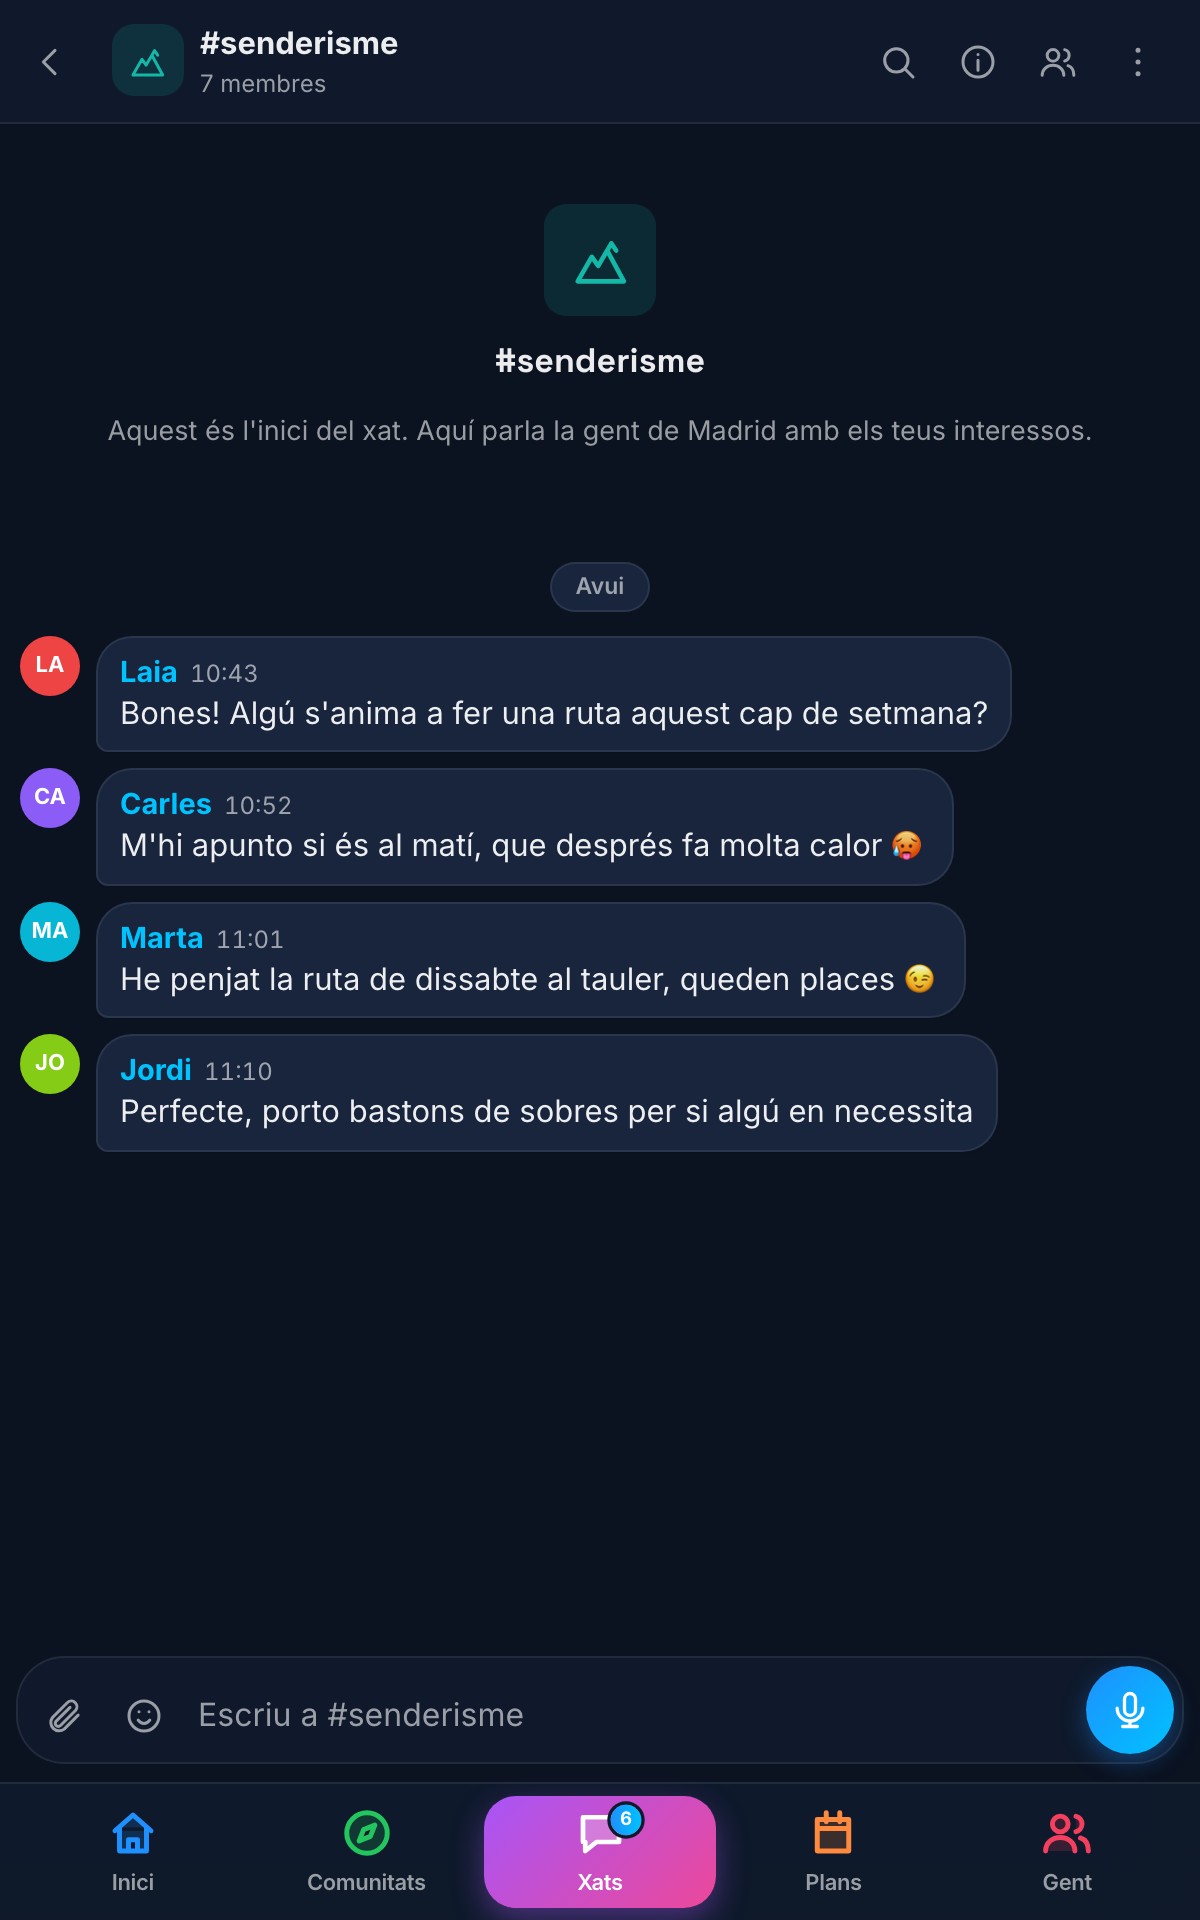 #senderisme
7 membres
#senderisme
Aquest és l'inici del xat. Aquí parla la gent de Madrid amb els teus interessos.
Avui
LA
Laia 10:43
Bones! Algú s'anima a fer una ruta aquest cap de setmana?
CA
Carles 10:52
M'hi apunto si és al matí, que després fa molta calor 🥵
MA
Marta 11:01
He penjat la ruta de dissabte al tauler, queden places 😉
JO
Jordi 11:10
Perfecte, porto bastons de sobres per si algú en necessita
Escriu a #senderisme
6
Inici
Comunitats
Xats
Plans
Gent